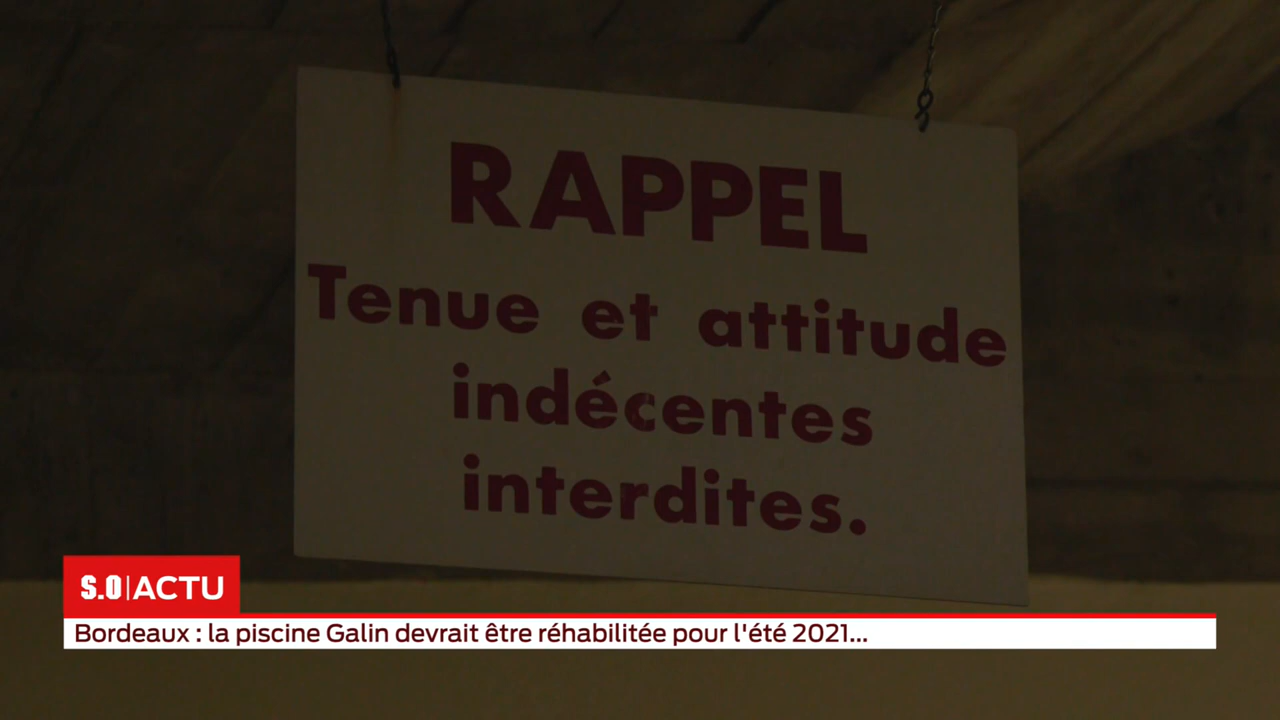 RAPPEL
Tenue et attitude
indécentes
interdites.
S.O|ACTU
Bordeaux : la piscine Galin devrait être réhabilitée pour l'été 2021...